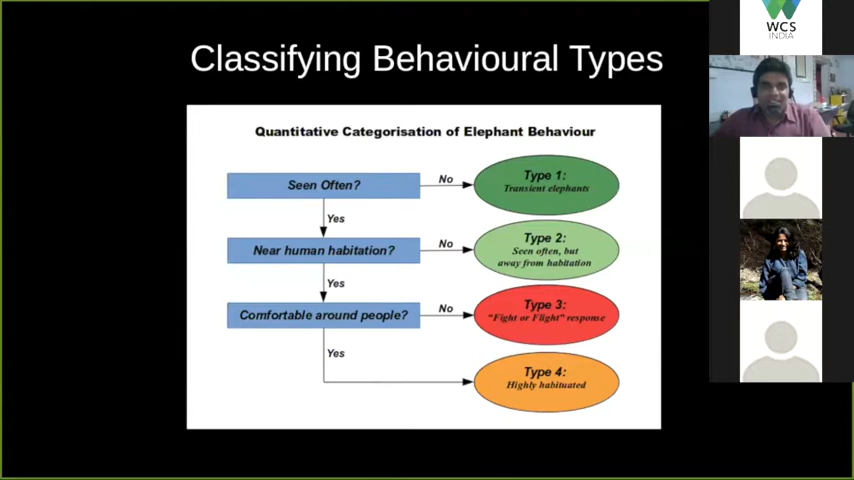 Classifying Behavioural Types
WCS
INDIA
Quantitative Categorisation of Elephant Behaviour
Seen Often?
No
Type 1:
Transient elephants
Yes
Near human habitation?
No
Type 2:
Seen often, but
away from habitation
Yes
Comfortable around people?
No
Type 3:
"Fight or Flight" response
Yes
Type 4:
Highly habituated